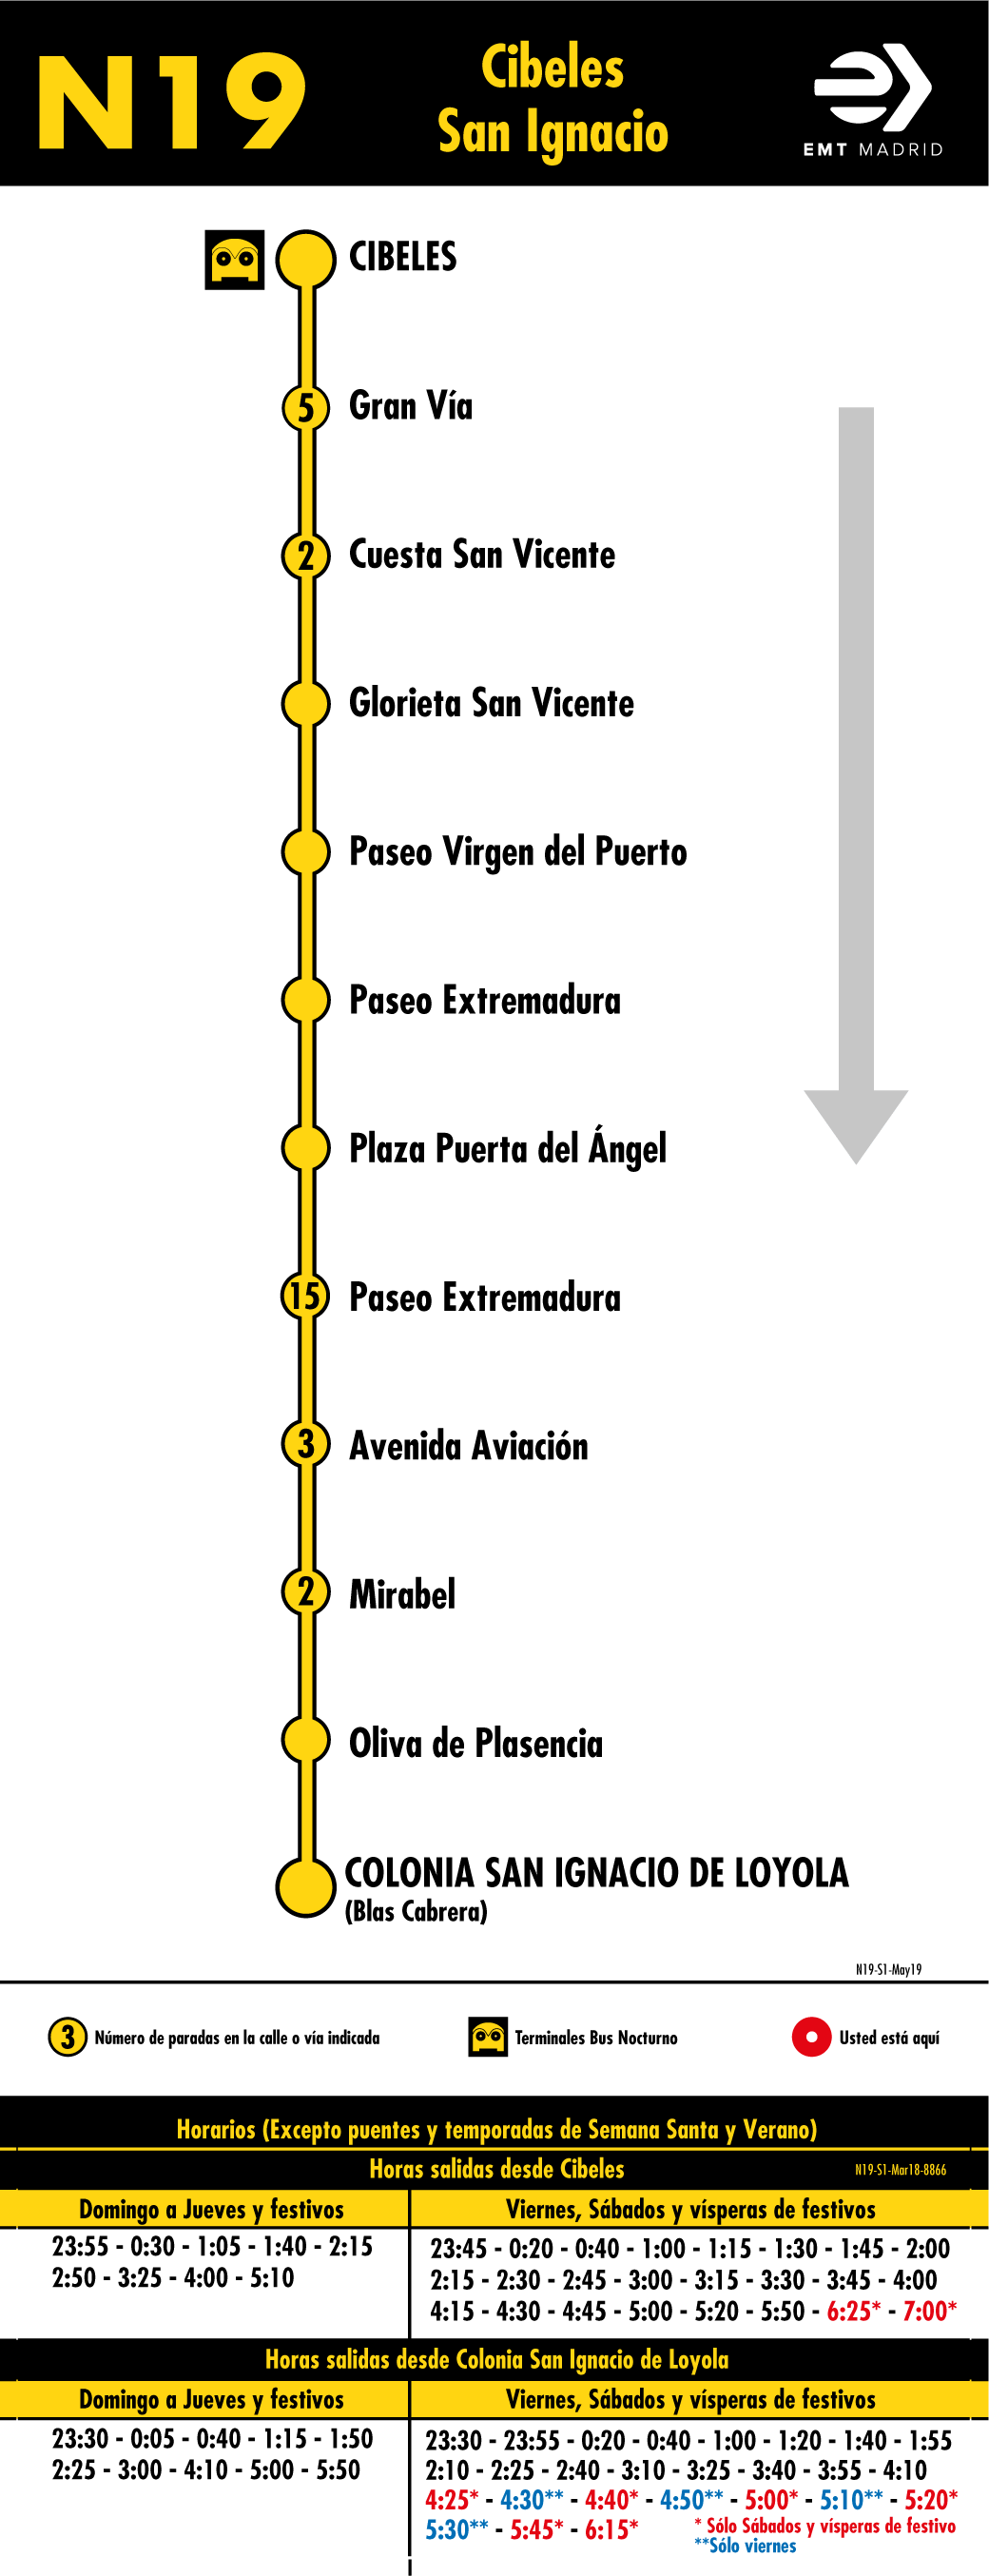 N19
Cibeles
San Ignacio
EMT MADRID
CIBELES
5 Gran Vía
2 Cuesta San Vicente
Glorieta San Vicente
Paseo Virgen del Puerto
Paseo Extremadura
Plaza Puerta del Ángel
15 Paseo Extremadura
3 Avenida Aviación
2 Mirabel
Oliva de Plasencia
COLONIA SAN IGNACIO DE LOYOLA
(Blas Cabrera)
N19-S1-May19
3 Número de paradas en la calle o vía indicada
Terminales Bus Nocturno
Usted está aquí
Horarios (Excepto puentes y temporadas de Semana Santa y Verano)
Horas salidas desde Cibeles
N19-S1-Mar18-8866
Domingo a Jueves y festivos
23:55 - 0:30 - 1:05 - 1:40 - 2:15
2:50 - 3:25 - 4:00 - 5:10
Viernes, Sábados y vísperas de festivos
23:45 - 0:20 - 0:40 - 1:00 - 1:15 - 1:30 - 1:45 - 2:00
2:15 - 2:30 - 2:45 - 3:00 - 3:15 - 3:30 - 3:45 - 4:00
4:15 - 4:30 - 4:45 - 5:00 - 5:20 - 5:50 - 6:25* - 7:00*
Horas salidas desde Colonia San Ignacio de Loyola
Domingo a Jueves y festivos
23:30 - 0:05 - 0:40 - 1:15 - 1:50
2:25 - 3:00 - 4:10 - 5:00 - 5:50
Viernes, Sábados y vísperas de festivos
23:30 - 23:55 - 0:20 - 0:40 - 1:00 - 1:20 - 1:40 - 1:55
2:10 - 2:25 - 2:40 - 3:10 - 3:25 - 3:40 - 3:55 - 4:10
4:25* - 4:30** - 4:40* - 4:50** - 5:00* - 5:10** - 5:20*
5:30** - 5:45* - 6:15*
* Sólo Sábados y vísperas de festivo
**Sólo viernes